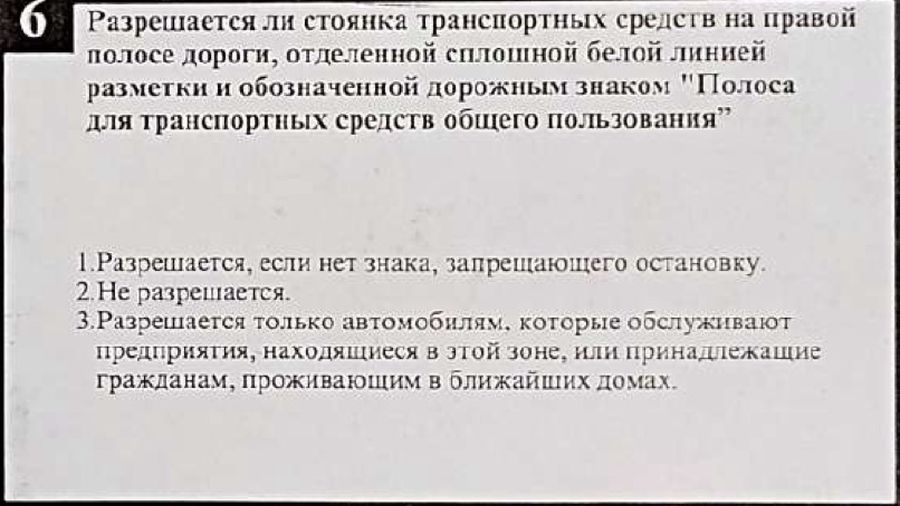 6
Разрешается ли стоянка транспортных средств на правой
полосе дороги, отделенной сплошной белой линией
разметки и обозначенной дорожным знаком "Полоса
для транспортных средств общего пользования”
1.Разрешается, если нет знака, запрещающего остановку.
2.Не разрешается.
3.Разрешается только автомобилям, которые обслуживают
предприятия, находящиеся в этой зоне, или принадлежащие
гражданам, проживающим в ближайших домах.